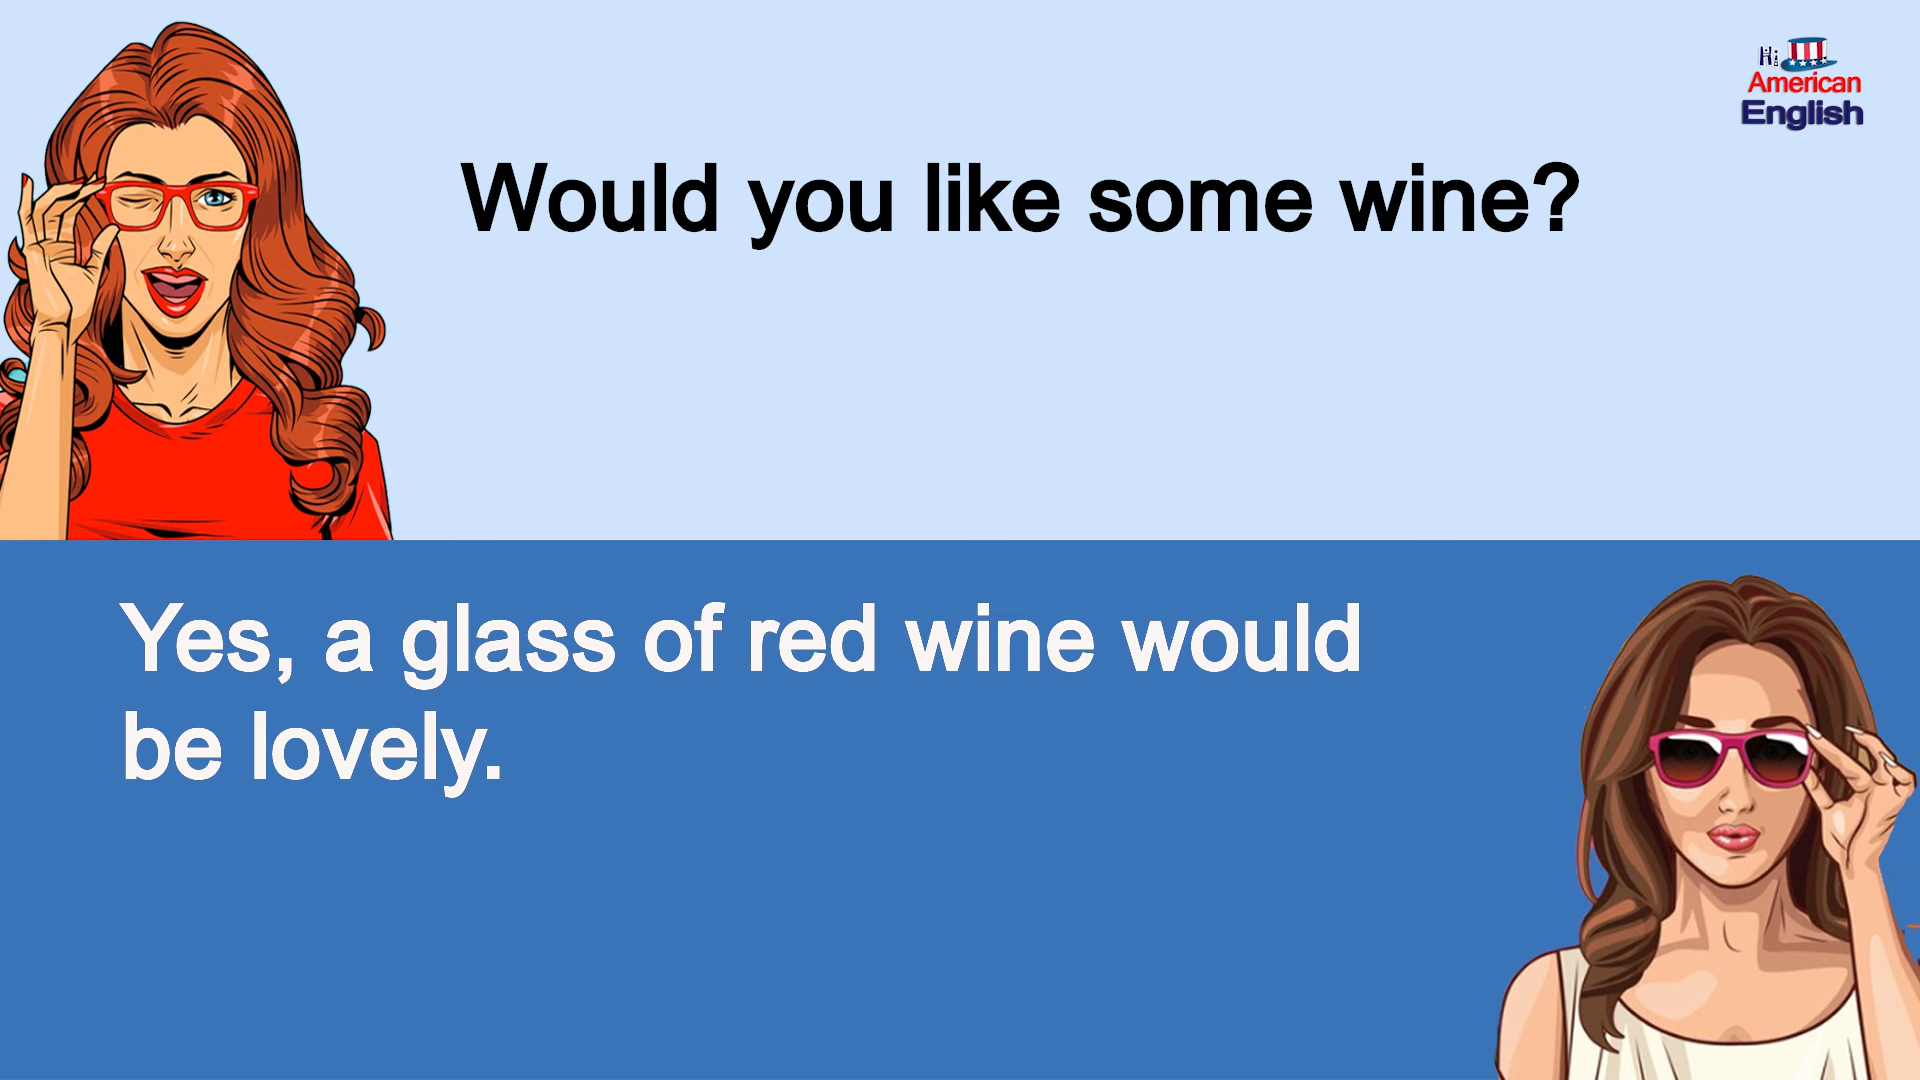 Hi
American
English
Would you like some wine?
Yes, a glass of red wine would
be lovely.